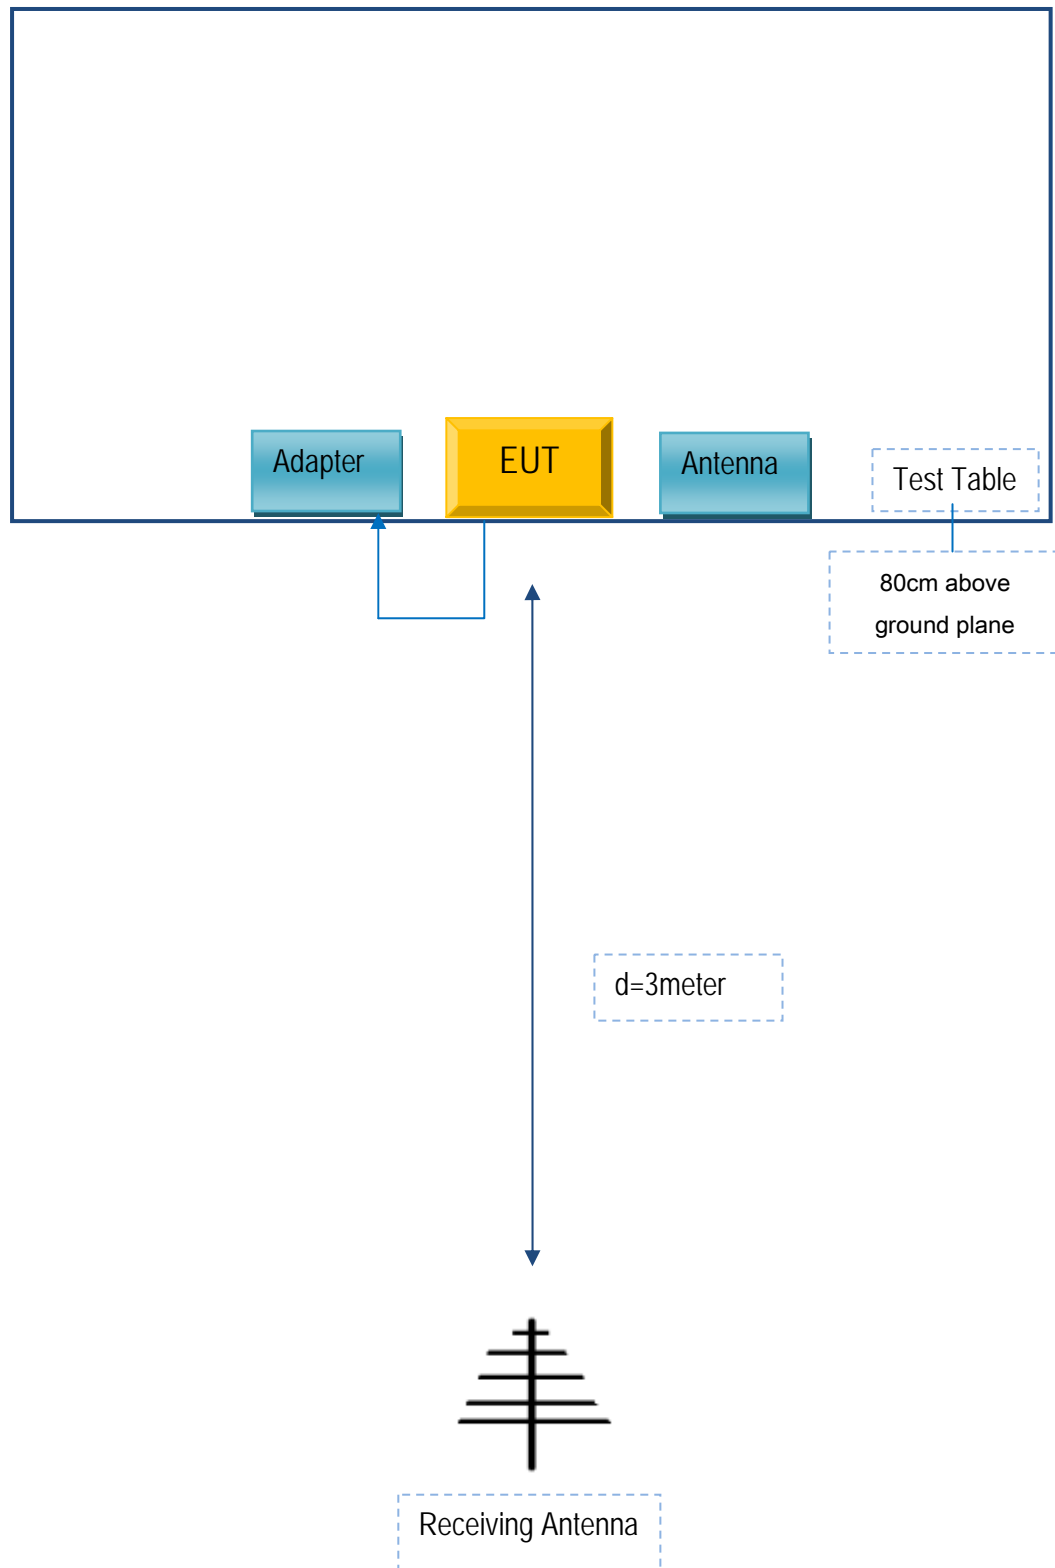 Adapter
EUT
Antenna
Test Table
80cm above
ground plane
d=3meter
Receiving Antenna